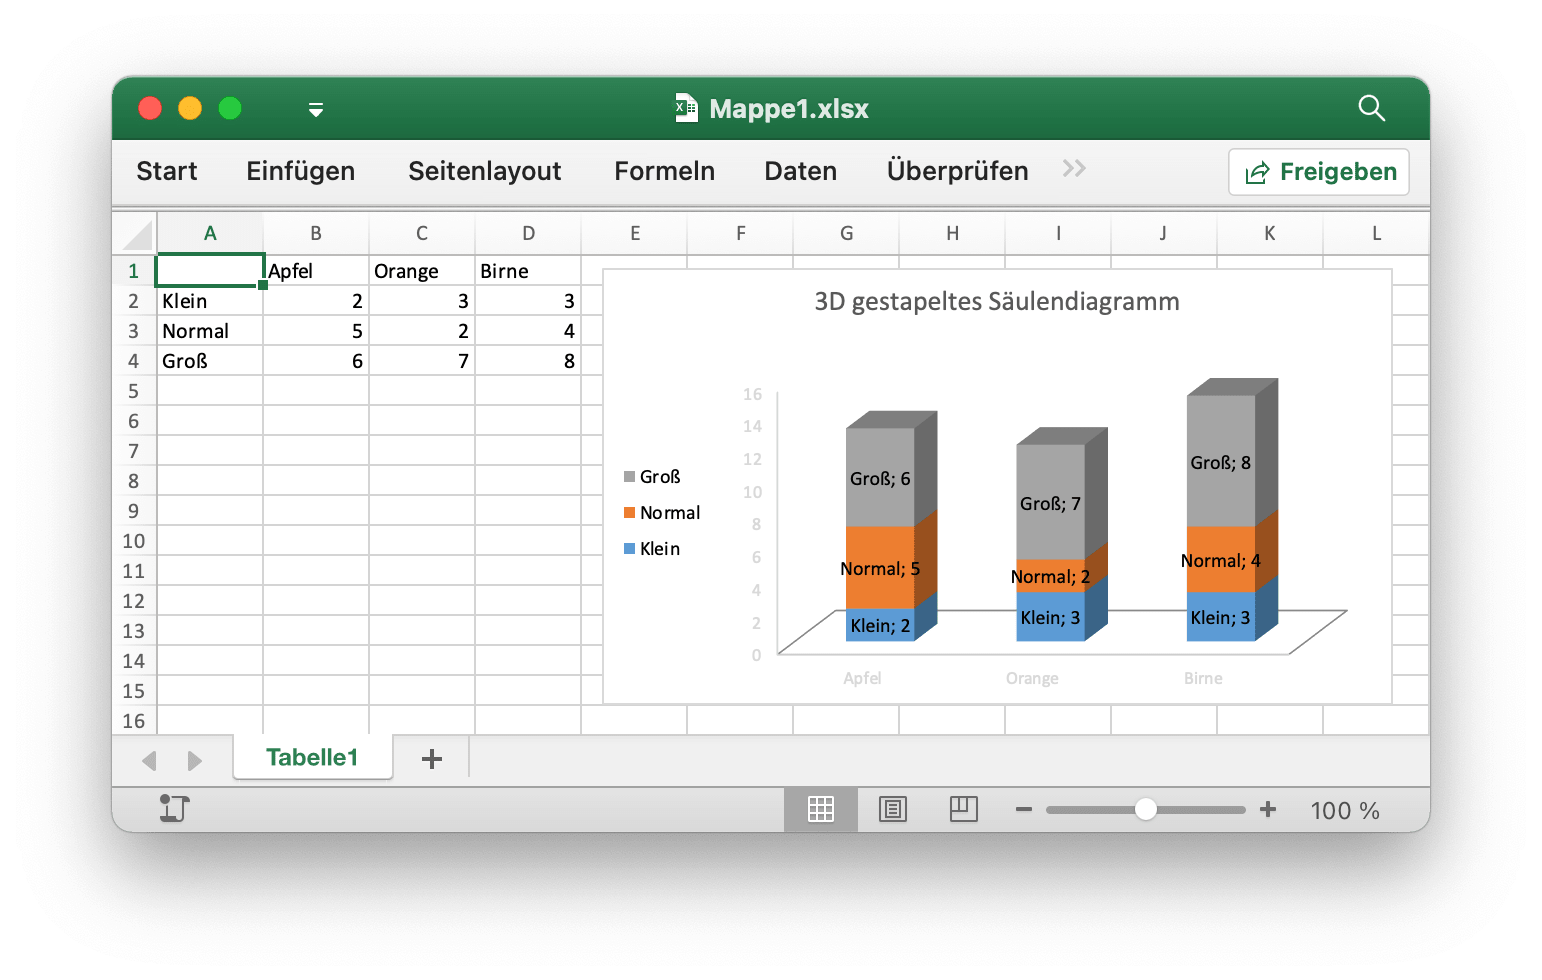 Mappe1.xlsx
Start Einfügen Seitenlayout Formeln Daten Überprüfen Freigeben
A B C D E F G H I J K L
1 Apfel Orange Birne
2 Klein 2 3 3
3 Normal 5 2 4
4 Groß 6 7 8
5
6
7
8
9
10
11
12
13
14
15
16
3D gestapeltes Säulendiagramm
Groß
Normal
Klein
16
14
12
10
8
6
4
2
0
Groß; 6
Normal; 5
Klein; 2
Groß; 7
Normal; 2
Klein; 3
Groß; 8
Normal; 4
Klein; 3
Apfel Orange Birne
Tabelle1
100 %